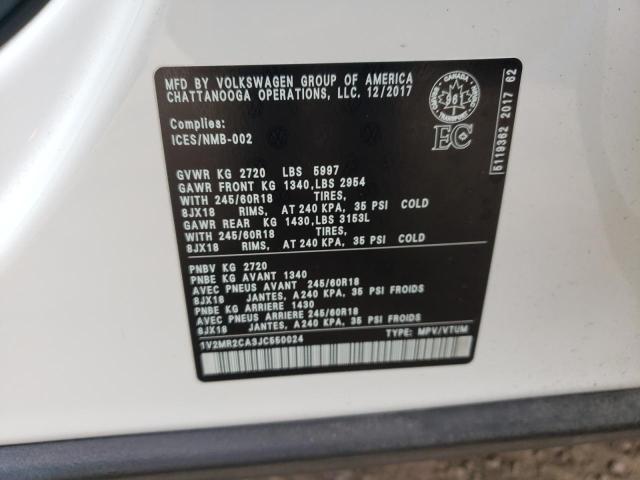 MFD BY VOLKSWAGEN GROUP OF AMERICA
CHATTANOOGA OPERATIONS, LLC. 12/2017
Complies:
ICES/NMB-002
CANADA
TRANSPORT
EC
5119362 2017 62
GVWR KG 2720 LBS 5997
GAWR FRONT KG 1340,LBS 2954
WITH 245/60R18 TIRES,
8JX18 RIMS, AT 240 KPA, 35 PSI COLD
GAWR REAR KG 1430,LBS 3153L
WITH 245/60R18 TIRES,
8JX18 RIMS, AT 240 KPA, 35 PSI COLD
PNBV KG 2720
PNBE KG AVANT 1340
AVEC PNEUS AVANT 245/60R18
8JX18 JANTES, A240 KPA, 35 PSI FROIDS
PNBE KG ARRIERE 1430
AVEC PNEUS ARRIERE 245/60R18
8JX18 JANTES, A 240 KPA, 35 PSI FROIDS
1V2MR2CA3JC550024 TYPE: MPV/VTUM